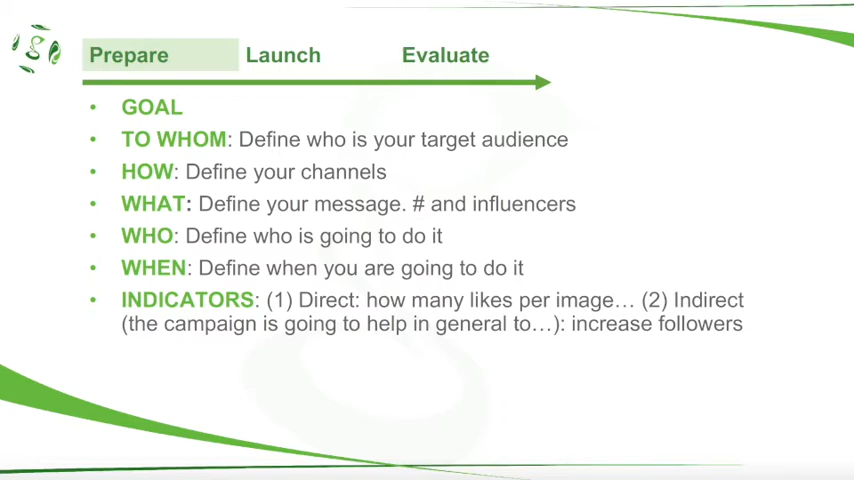 Prepare Launch Evaluate
• GOAL
• TO WHOM: Define who is your target audience
• HOW: Define your channels
• WHAT: Define your message. # and influencers
• WHO: Define who is going to do it
• WHEN: Define when you are going to do it
• INDICATORS: (1) Direct: how many likes per image… (2) Indirect
(the campaign is going to help in general to…): increase followers